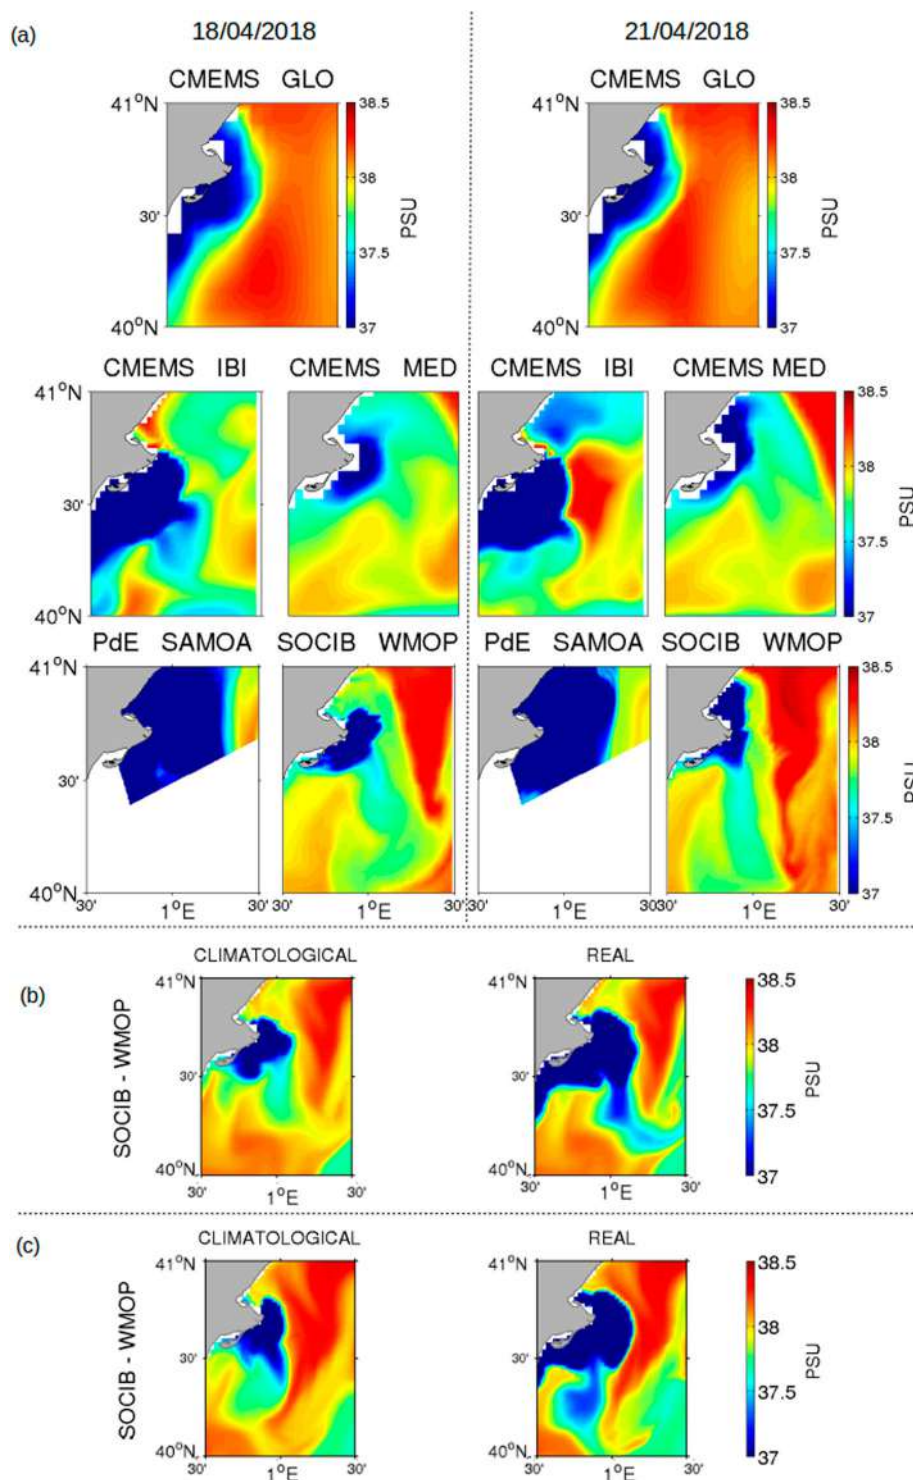 (a) 18/04/2018 21/04/2018
CMEMS GLO CMEMS GLO
41°N 38.5 38.5
38 38
30' PSU 30' PSU
37.5 37.5
40°N 37 40°N 37
CMEMS IBI CMEMS MED CMEMS IBI CMEMS MED
41°N 38.5
38
30' PSU
37.5
40°N 37
PdE SAMOA SOCIB WMOP PdE SAMOA SOCIB WMOP
41°N 38.5
38
30' PSU
37.5
40°N 37
30' 1°E 30' 1°E 30' 30' 1°E 30'30' 1°E 30'
(b) CLIMATOLOGICAL REAL
SOCIB - WMOP
41°N 41°N 38.5
38
30' 30' PSU
37.5
40°N 40°N 37
30' 1°E 30' 30' 1°E 30'
(c) CLIMATOLOGICAL REAL
SOCIB - WMOP
41°N 41°N 38.5
38
30' 30' PSU
37.5
40°N 40°N 37
30' 1°E 30' 30' 1°E 30'